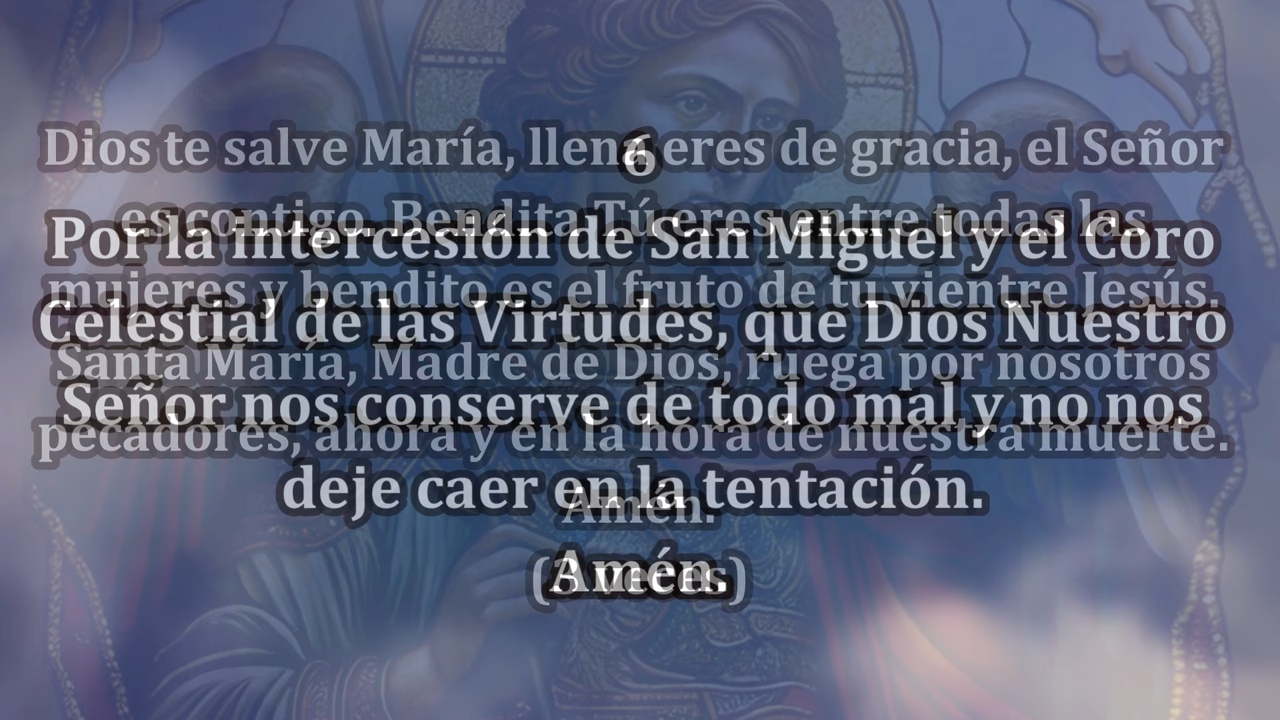 Dios te salve María, llena eres de gracia, el Señor
es contigo. Bendita Tú eres entre todas las
mujeres y bendito es el fruto de tu vientre Jesús.
Santa María, Madre de Dios, ruega por nosotros
pecadores, ahora y en la hora de nuestra muerte.
Amén.
(3 veces)
6
Por la intercesión de San Miguel y el Coro
Celestial de las Virtudes, que Dios Nuestro
Señor nos conserve de todo mal y no nos
deje caer en la tentación.
Amén.